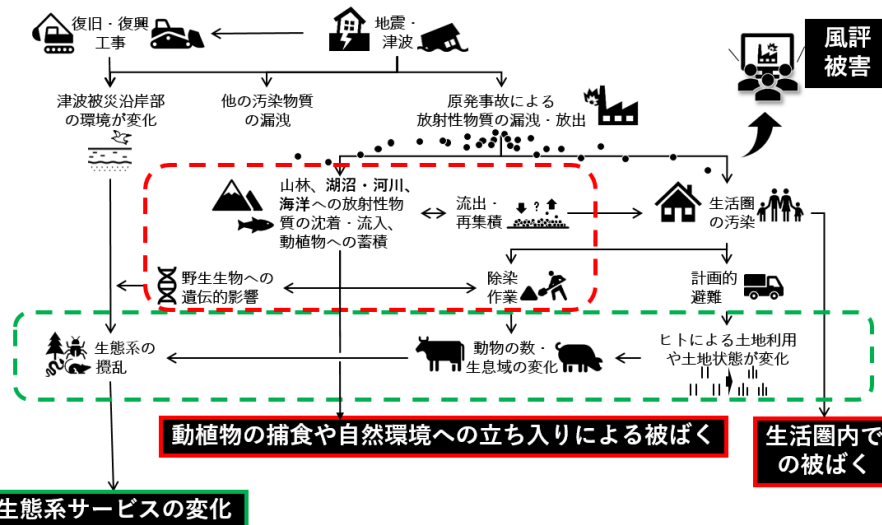 復旧・復興
工事
地震・
津波
風評
被害
津波被災沿岸部
の環境が変化
他の汚染物質
の漏洩
原発事故による
放射性物質の漏洩・放出
山林、湖沼・河川、
海洋への放射性物
質の沈着・流入、
動植物への蓄積
流出・
再集積
?
生活圏
の汚染
野生生物への
遺伝的影響
除染
作業
計画的
避難
生態系の
攪乱
動物の数・
生息域の変化
ヒトによる土地利用
や土地状態が変化
動植物の捕食や自然環境への立ち入りによる被ばく
生活圏内で
の被ばく
生態系サービスの変化